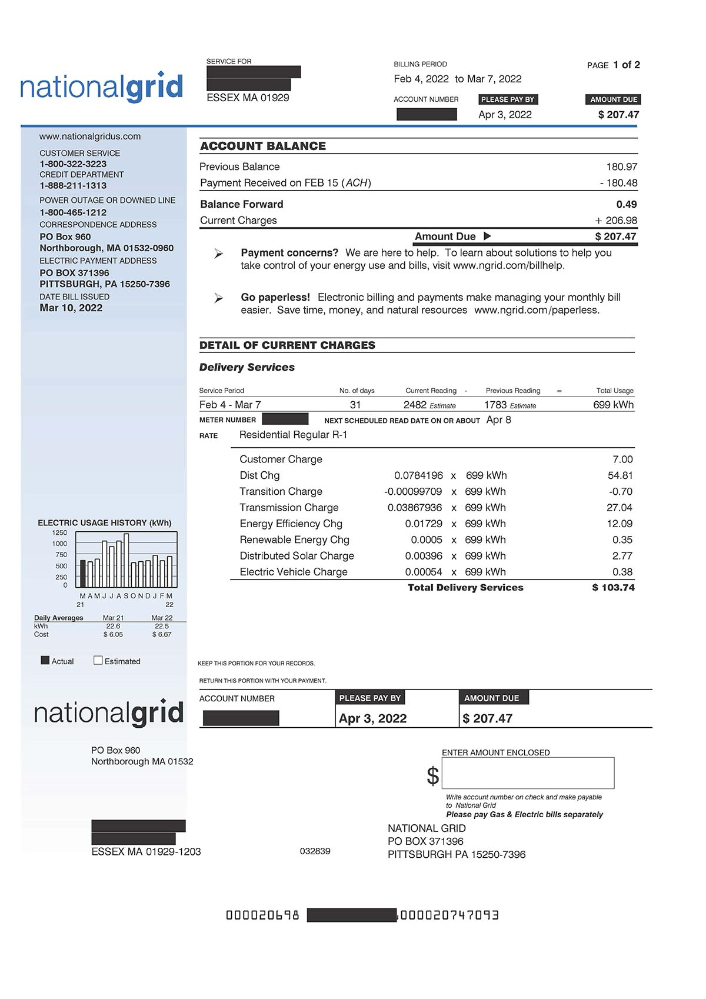 nationalgrid
SERVICE FOR
ESSEX MA 01929
BILLING PERIOD
Feb 4, 2022 to Mar 7, 2022
PAGE 1 of 2
ACCOUNT NUMBER
PLEASE PAY BY
Apr 3, 2022
AMOUNT DUE
$ 207.47
www.nationalgridus.com
CUSTOMER SERVICE
1-800-322-3223
CREDIT DEPARTMENT
1-888-211-1313
POWER OUTAGE OR DOWNED LINE
1-800-465-1212
CORRESPONDENCE ADDRESS
PO Box 960
Northborough, MA 01532-0960
ELECTRIC PAYMENT ADDRESS
PO BOX 371396
PITTSBURGH, PA 15250-7396
DATE BILL ISSUED
Mar 10, 2022
ACCOUNT BALANCE
Previous Balance 180.97
Payment Received on FEB 15 (ACH) - 180.48
Balance Forward 0.49
Current Charges + 206.98
Amount Due ▶ $ 207.47
➢ Payment concerns? We are here to help. To learn about solutions to help you
take control of your energy use and bills, visit www.ngrid.com/billhelp.
➢ Go paperless! Electronic billing and payments make managing your monthly bill
easier. Save time, money, and natural resources www.ngrid.com/paperless.
DETAIL OF CURRENT CHARGES
Delivery Services
Service Period No. of days Current Reading - Previous Reading = Total Usage
Feb 4 - Mar 7 31 2482 Estimate 1783 Estimate 699 kWh
METER NUMBER NEXT SCHEDULED READ DATE ON OR ABOUT Apr 8
RATE Residential Regular R-1
Customer Charge 7.00
Dist Chg 0.0784196 x 699 kWh 54.81
Transition Charge -0.00099709 x 699 kWh -0.70
Transmission Charge 0.03867936 x 699 kWh 27.04
Energy Efficiency Chg 0.01729 x 699 kWh 12.09
Renewable Energy Chg 0.0005 x 699 kWh 0.35
Distributed Solar Charge 0.00396 x 699 kWh 2.77
Electric Vehicle Charge 0.00054 x 699 kWh 0.38
Total Delivery Services $ 103.74
ELECTRIC USAGE HISTORY (kWh)
1250
1000
750
500
250
0
M A M J J A S O N D J F M
21 22
Daily Averages Mar 21 Mar 22
kWh 22.6 22.5
Cost $ 6.05 $ 6.67
Actual Estimated
KEEP THIS PORTION FOR YOUR RECORDS.
RETURN THIS PORTION WITH YOUR PAYMENT.
nationalgrid
PO Box 960
Northborough MA 01532
ACCOUNT NUMBER
PLEASE PAY BY
Apr 3, 2022
AMOUNT DUE
$ 207.47
ENTER AMOUNT ENCLOSED
$
Write account number on check and make payable
to National Grid
Please pay Gas & Electric bills separately
ESSEX MA 01929-1203
032839
NATIONAL GRID
PO BOX 371396
PITTSBURGH PA 15250-7396
000020698 000020747093